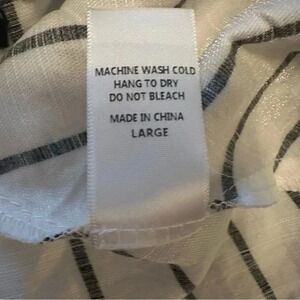 MACHINE WASH COLD
HANG TO DRY
DO NOT BLEACH
MADE IN CHINA
LARGE